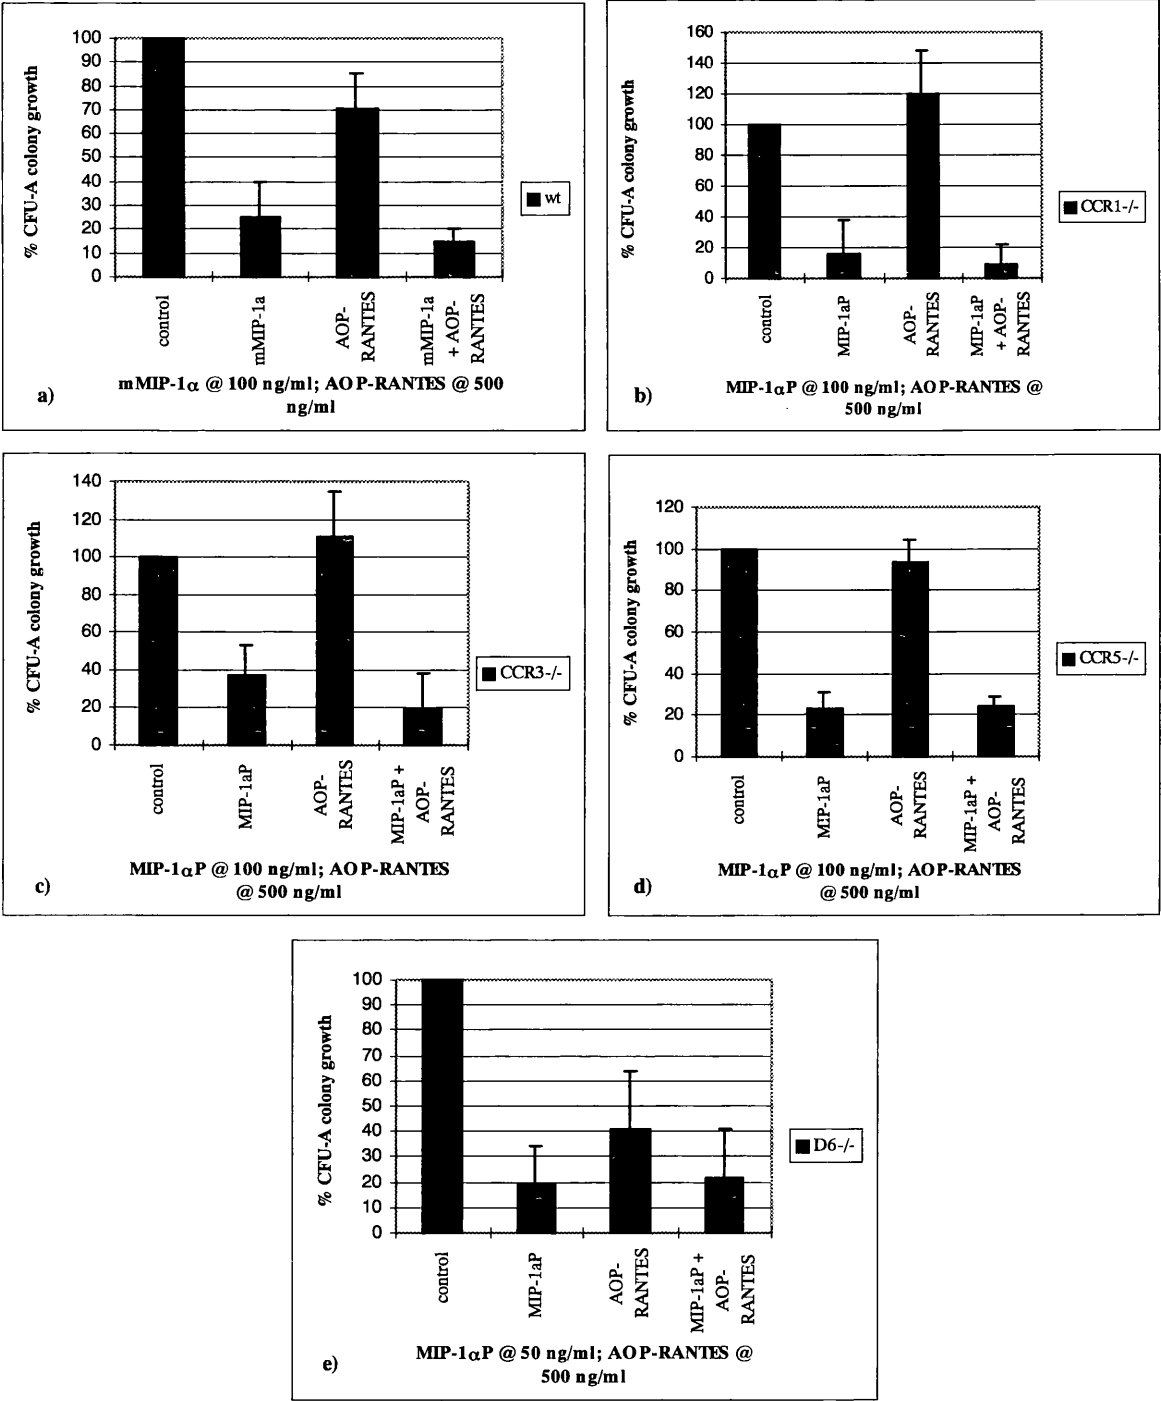 100
90
80
70
60
50
40
30
20
10
0
% CFU-A colony growth
control
mMIP-1a
AOP-
RANTES
mMIP-1a
+ AOP-
RANTES
wt
mMIP-1α @ 100 ng/ml; AOP-RANTES @ 500
ng/ml
a)
160
140
120
100
80
60
40
20
0
% CFU-A colony growth
control
MIP-1aP
AOP-
RANTES
MIP-1aP
+ AOP-
RANTES
CCR1-/-
MIP-1αP @ 100 ng/ml; AOP-RANTES @
500 ng/ml
b)
140
120
100
80
60
40
20
0
% CFU-A colony growth
control
MIP-1aP
AOP-
RANTES
MIP-1aP +
AOP-
RANTES
CCR3-/-
MIP-1αP @ 100 ng/ml; AOP-RANTES
@ 500 ng/ml
c)
120
100
80
60
40
20
0
% CFU-A colony growth
control
MIP-1aP
AOP-
RANTES
MIP-1aP +
AOP-
RANTES
CCR5-/-
MIP-1αP @ 100 ng/ml; AOP-RANTES
@ 500 ng/ml
d)
100
90
80
70
60
50
40
30
20
10
0
% CFU-A colony growth
control
MIP-1aP
AOP-
RANTES
MIP-1aP +
AOP-
RANTES
D6-/-
MIP-1αP @ 50 ng/ml; AOP-RANTES @
500 ng/ml
e)